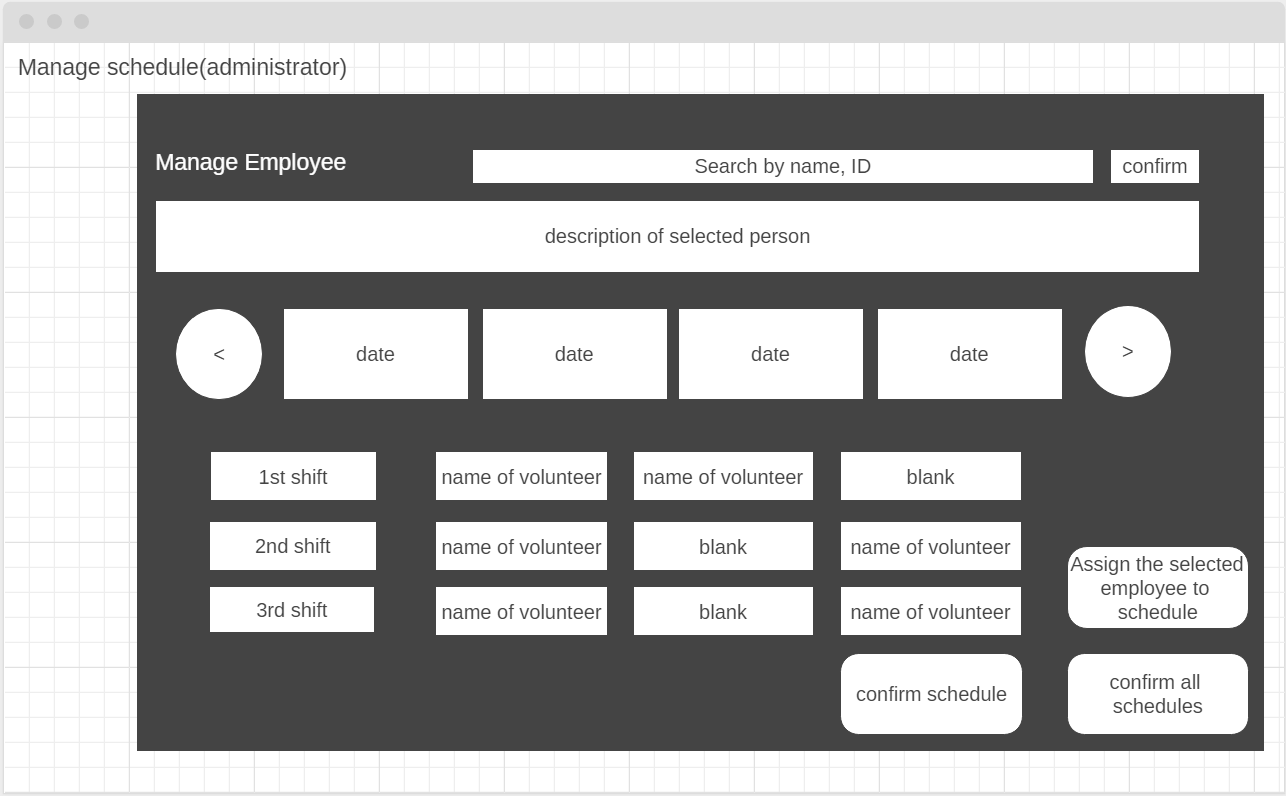 Manage schedule(administrator)
Manage Employee
Search by name, ID
confirm
description of selected person
<
date
date
date
date
>
1st shift
name of volunteer
name of volunteer
blank
2nd shift
name of volunteer
blank
name of volunteer
3rd shift
name of volunteer
blank
name of volunteer
Assign the selected
employee to
schedule
confirm schedule
confirm all
schedules